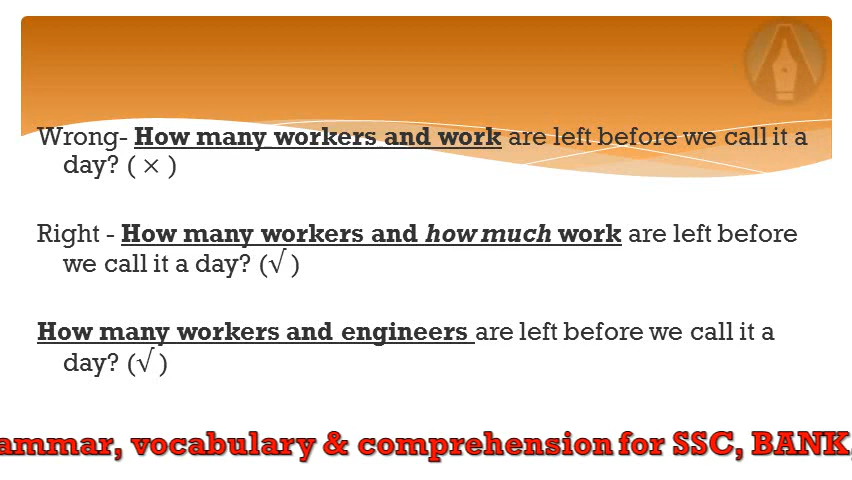 Wrong- How many workers and work are left before we call it a
day? ( × )
Right - How many workers and how much work are left before
we call it a day? (√ )
How many workers and engineers are left before we call it a
day? (√ )
ammar, vocabulary & comprehension for SSC, BANK,